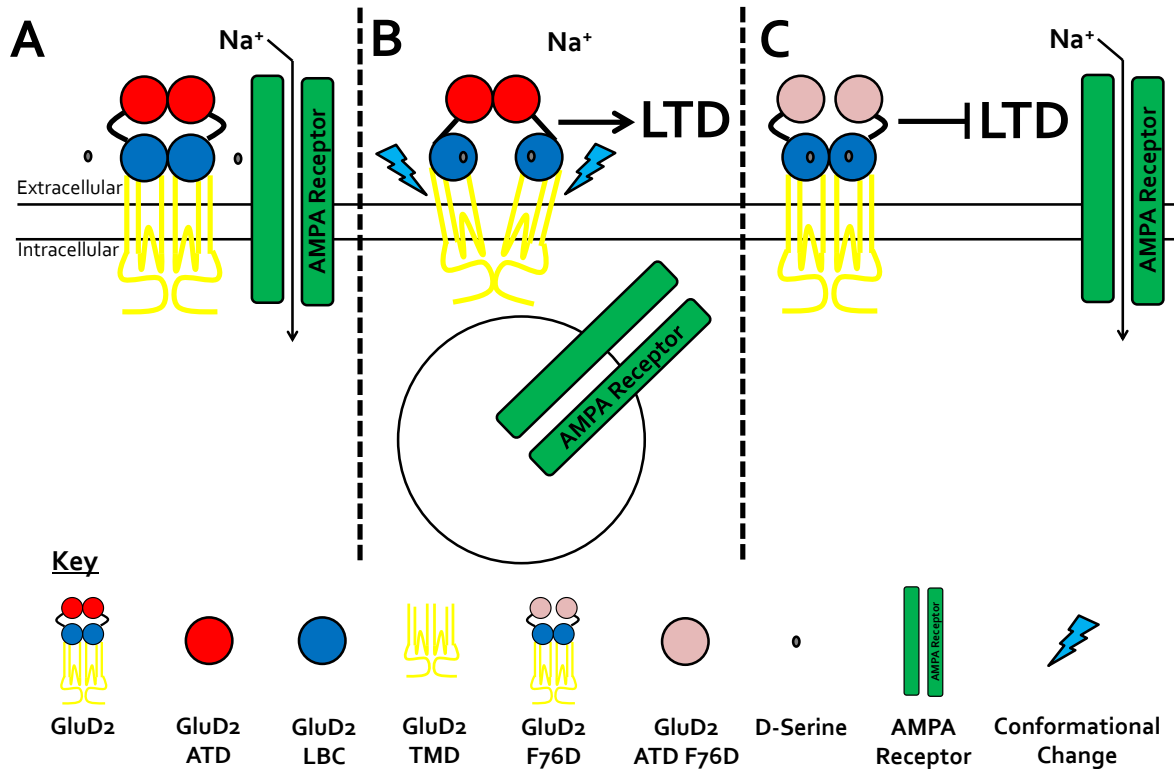 A
Na⁺
B
Na⁺
C
Na⁺
LTD
LTD
Extracellular
Intracellular
AMPA Receptor
AMPA Receptor
AMPA Receptor
Key
AMPA Receptor
GluD2
GluD2
ATD
GluD2
LBC
GluD2
TMD
GluD2
F76D
GluD2
ATD F76D
D-Serine
AMPA
Receptor
Conformational
Change